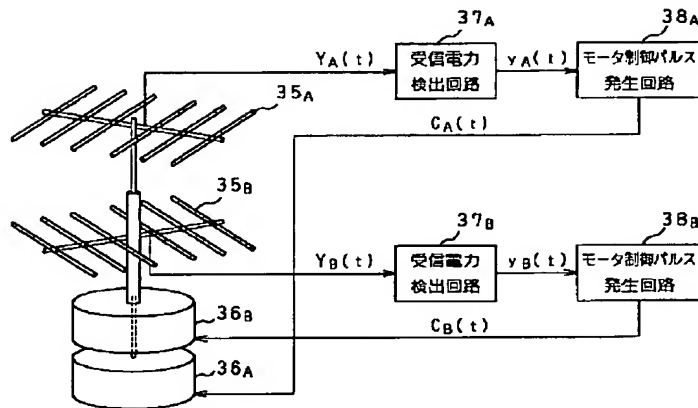 37A
38A
YA(t)
受信電力
検出回路
yA(t)
モータ制御パルス
発生回路
35A
CA(t)
35B
37B
38B
YB(t)
受信電力
検出回路
yB(t)
モータ制御パルス
発生回路
36B
CB(t)
36A